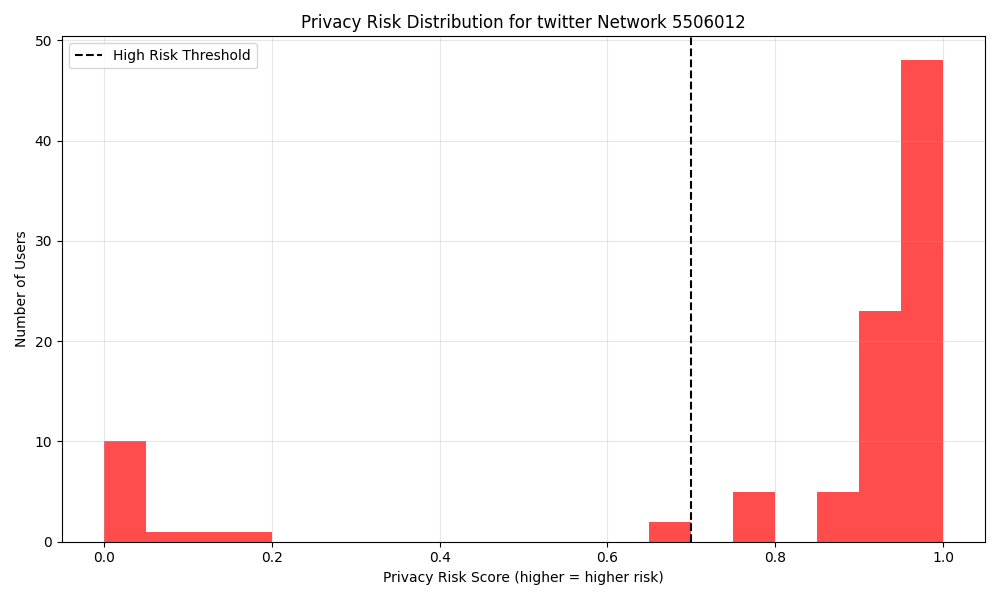 Privacy Risk Distribution for twitter Network 5506012
High Risk Threshold
50
40
30
20
10
0
Number of Users
0.0 0.2 0.4 0.6 0.8 1.0
Privacy Risk Score (higher = higher risk)